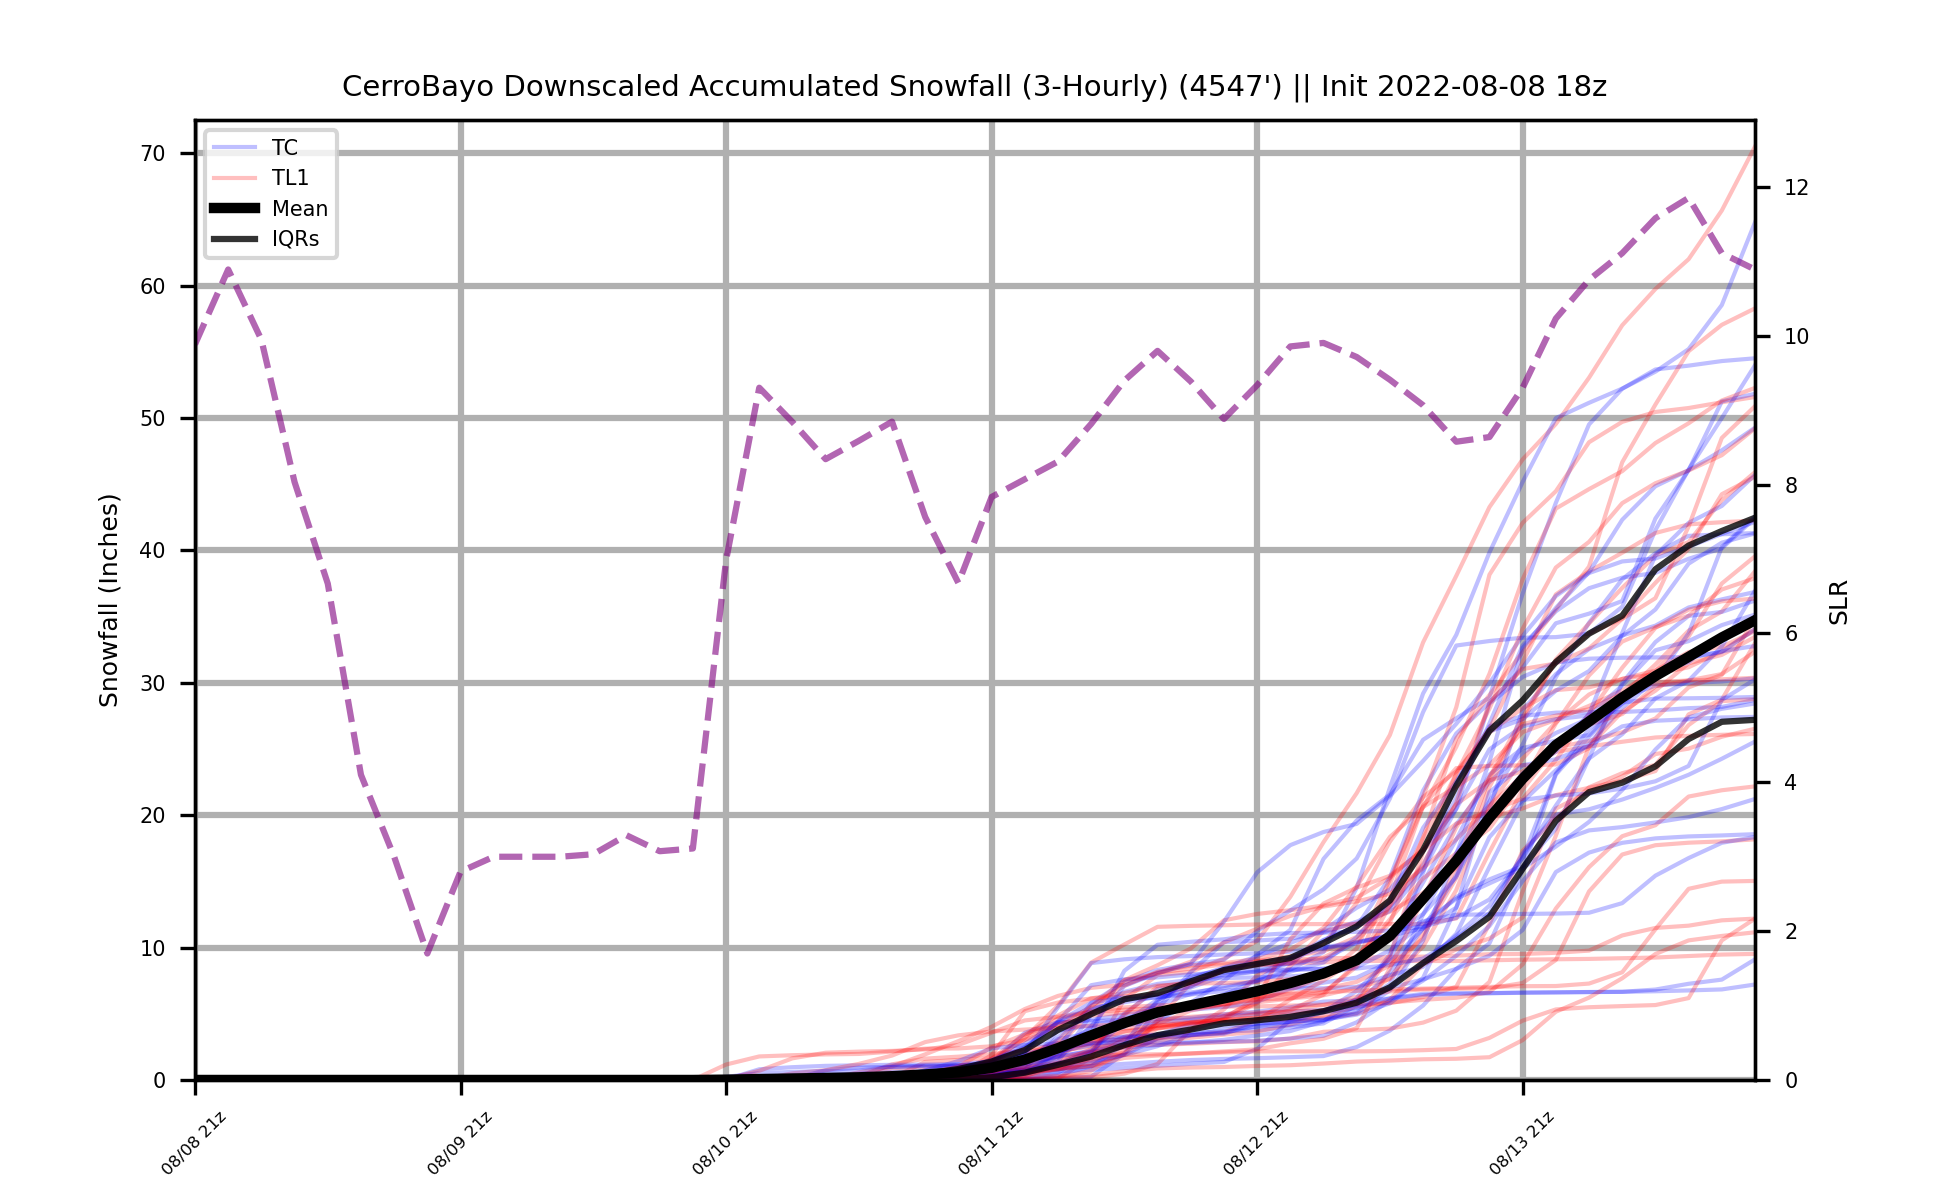 CerroBayo Downscaled Accumulated Snowfall (3-Hourly) (4547') || Init 2022-08-08 18z
TC
TL1
Mean
IQRs
Snowfall (Inches)
70
60
50
40
30
20
10
0
12
10
8
6
4
2
0
SLR
08/08 21z
08/09 21z
08/10 21z
08/11 21z
08/12 21z
08/13 21z